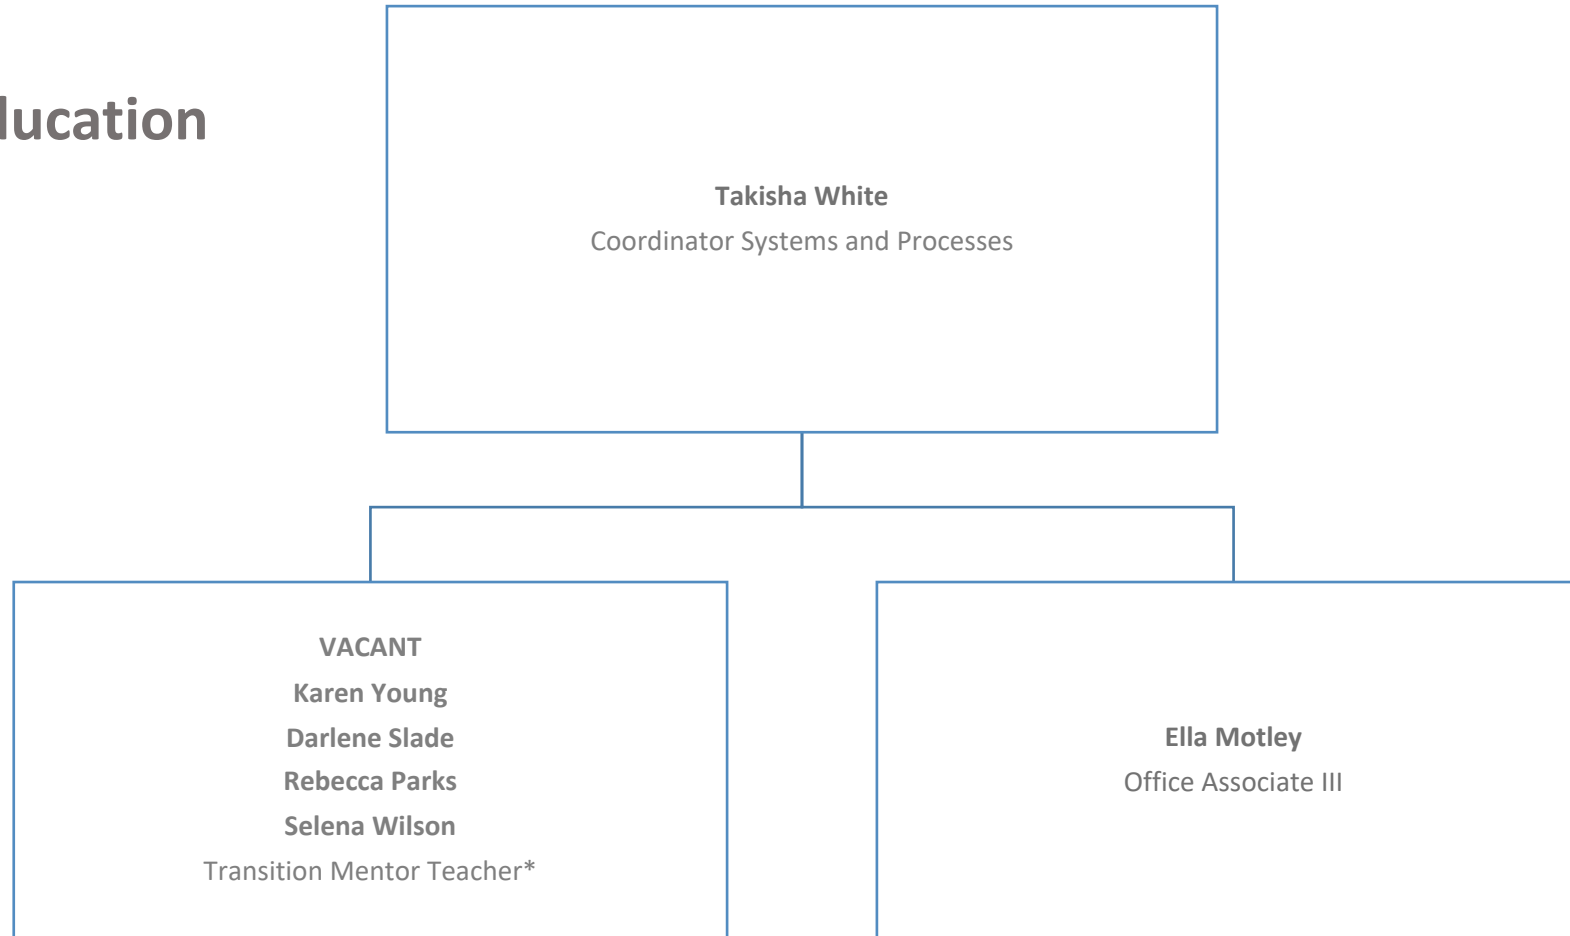 ducation
Takisha White
Coordinator Systems and Processes
VACANT
Karen Young
Darlene Slade
Rebecca Parks
Selena Wilson
Transition Mentor Teacher*
Ella Motley
Office Associate III